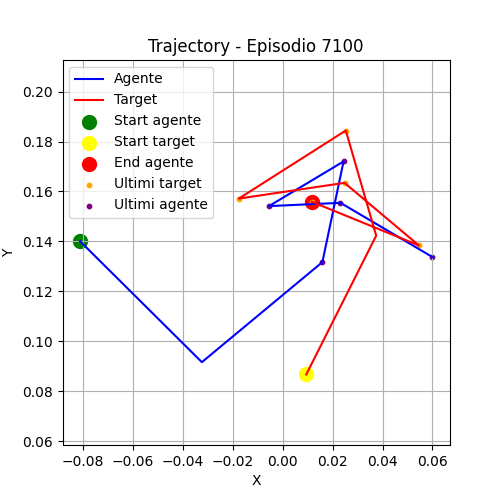 Trajectory - Episodio 7100
Agente
Target
Start agente
Start target
End agente
Ultimi target
Ultimi agente
0.20
0.18
0.16
0.14
0.12
0.10
0.08
0.06
Y
−0.08 −0.06 −0.04 −0.02 0.00 0.02 0.04 0.06
X